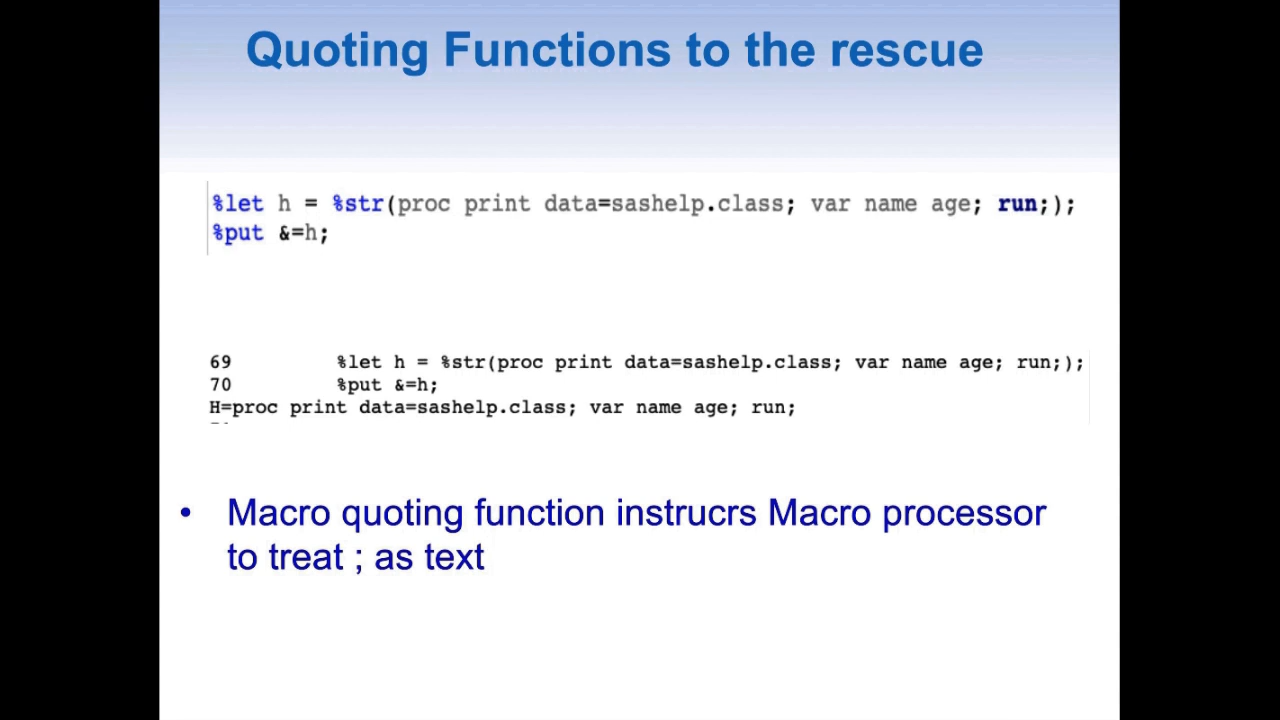 Quoting Functions to the rescue
%let h = %str(proc print data=sashelp.class; var name age; run;);
%put &=h;
69 %let h = %str(proc print data=sashelp.class; var name age; run;);
70 %put &=h;
H=proc print data=sashelp.class; var name age; run;
• Macro quoting function instrucrs Macro processor
to treat ; as text